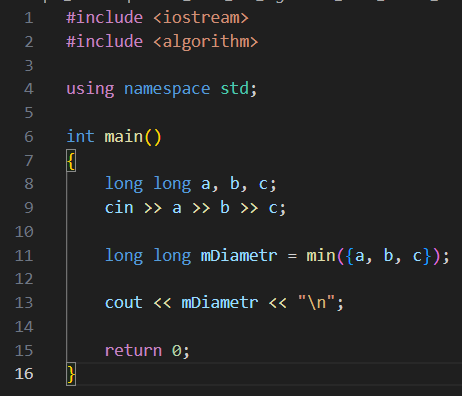 1 #include <iostream>
2 #include <algorithm>
3
4 using namespace std;
5
6 int main()
7 {
8 long long a, b, c;
9 cin >> a >> b >> c;
10
11 long long mDiametr = min({a, b, c});
12
13 cout << mDiametr << "\n";
14
15 return 0;
16 }